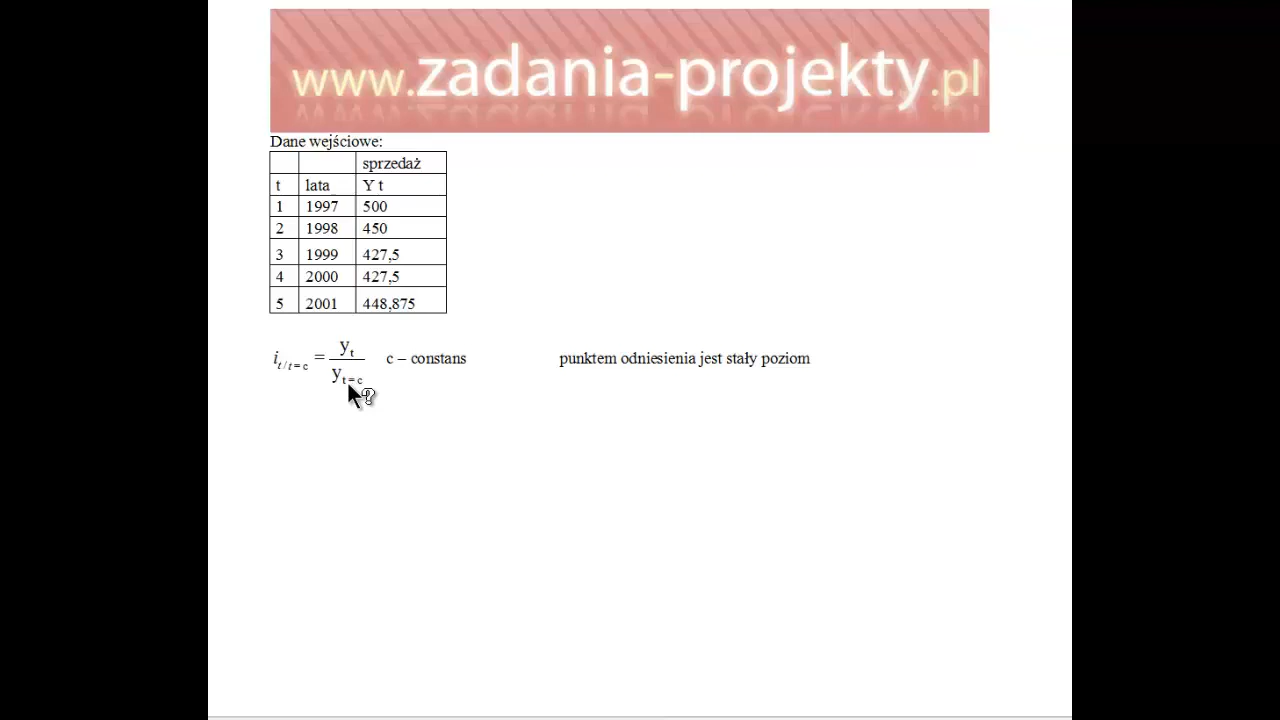 www.zadania-projekty.pl
Dane wejściowe:
sprzedaż
t lata Y t
1 1997 500
2 1998 450
3 1999 427,5
4 2000 427,5
5 2001 448,875
i t/t=c = y t / y t=c c – constans punktem odniesienia jest stały poziom